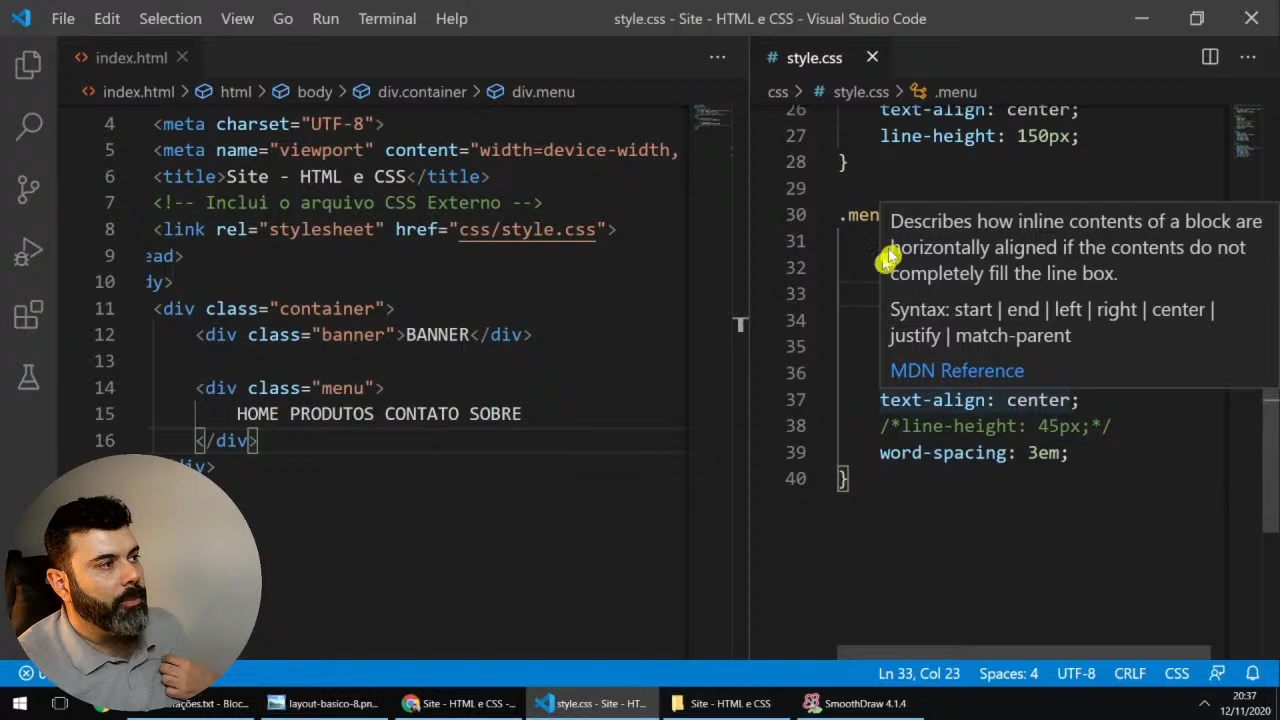 File Edit Selection View Go Run Terminal Help
style.css - Site - HTML e CSS - Visual Studio Code
index.html
index.html > html > body > div.container > div.menu
4 <meta charset="UTF-8">
5 <meta name="viewport" content="width=device-width,
6 <title>Site - HTML e CSS</title>
7 <!-- Inclui o arquivo CSS Externo -->
8 <link rel="stylesheet" href="css/style.css">
9 ead>
10 dy>
11 <div class="container">
12 <div class="banner">BANNER</div>
13
14 <div class="menu">
15 HOME PRODUTOS CONTATO SOBRE
16 </div>
div>
# style.css
css > # style.css > .menu
26 text-align: center;
27 line-height: 150px;
28 }
29
30 .men
31
32
33
34
35
36
Describes how inline contents of a block are
horizontally aligned if the contents do not
completely fill the line box.
Syntax: start | end | left | right | center |
justify | match-parent
MDN Reference
37 text-align: center;
38 /*line-height: 45px;*/
39 word-spacing: 3em;
40 }
Ln 33, Col 23 Spaces: 4 UTF-8 CRLF CSS
tações.txt - Bloc...
layout-basico-8.pn...
Site - HTML e CSS -...
style.css - Site - HT...
Site - HTML e CSS
SmoothDraw 4.1.4
20:37
12/11/2020